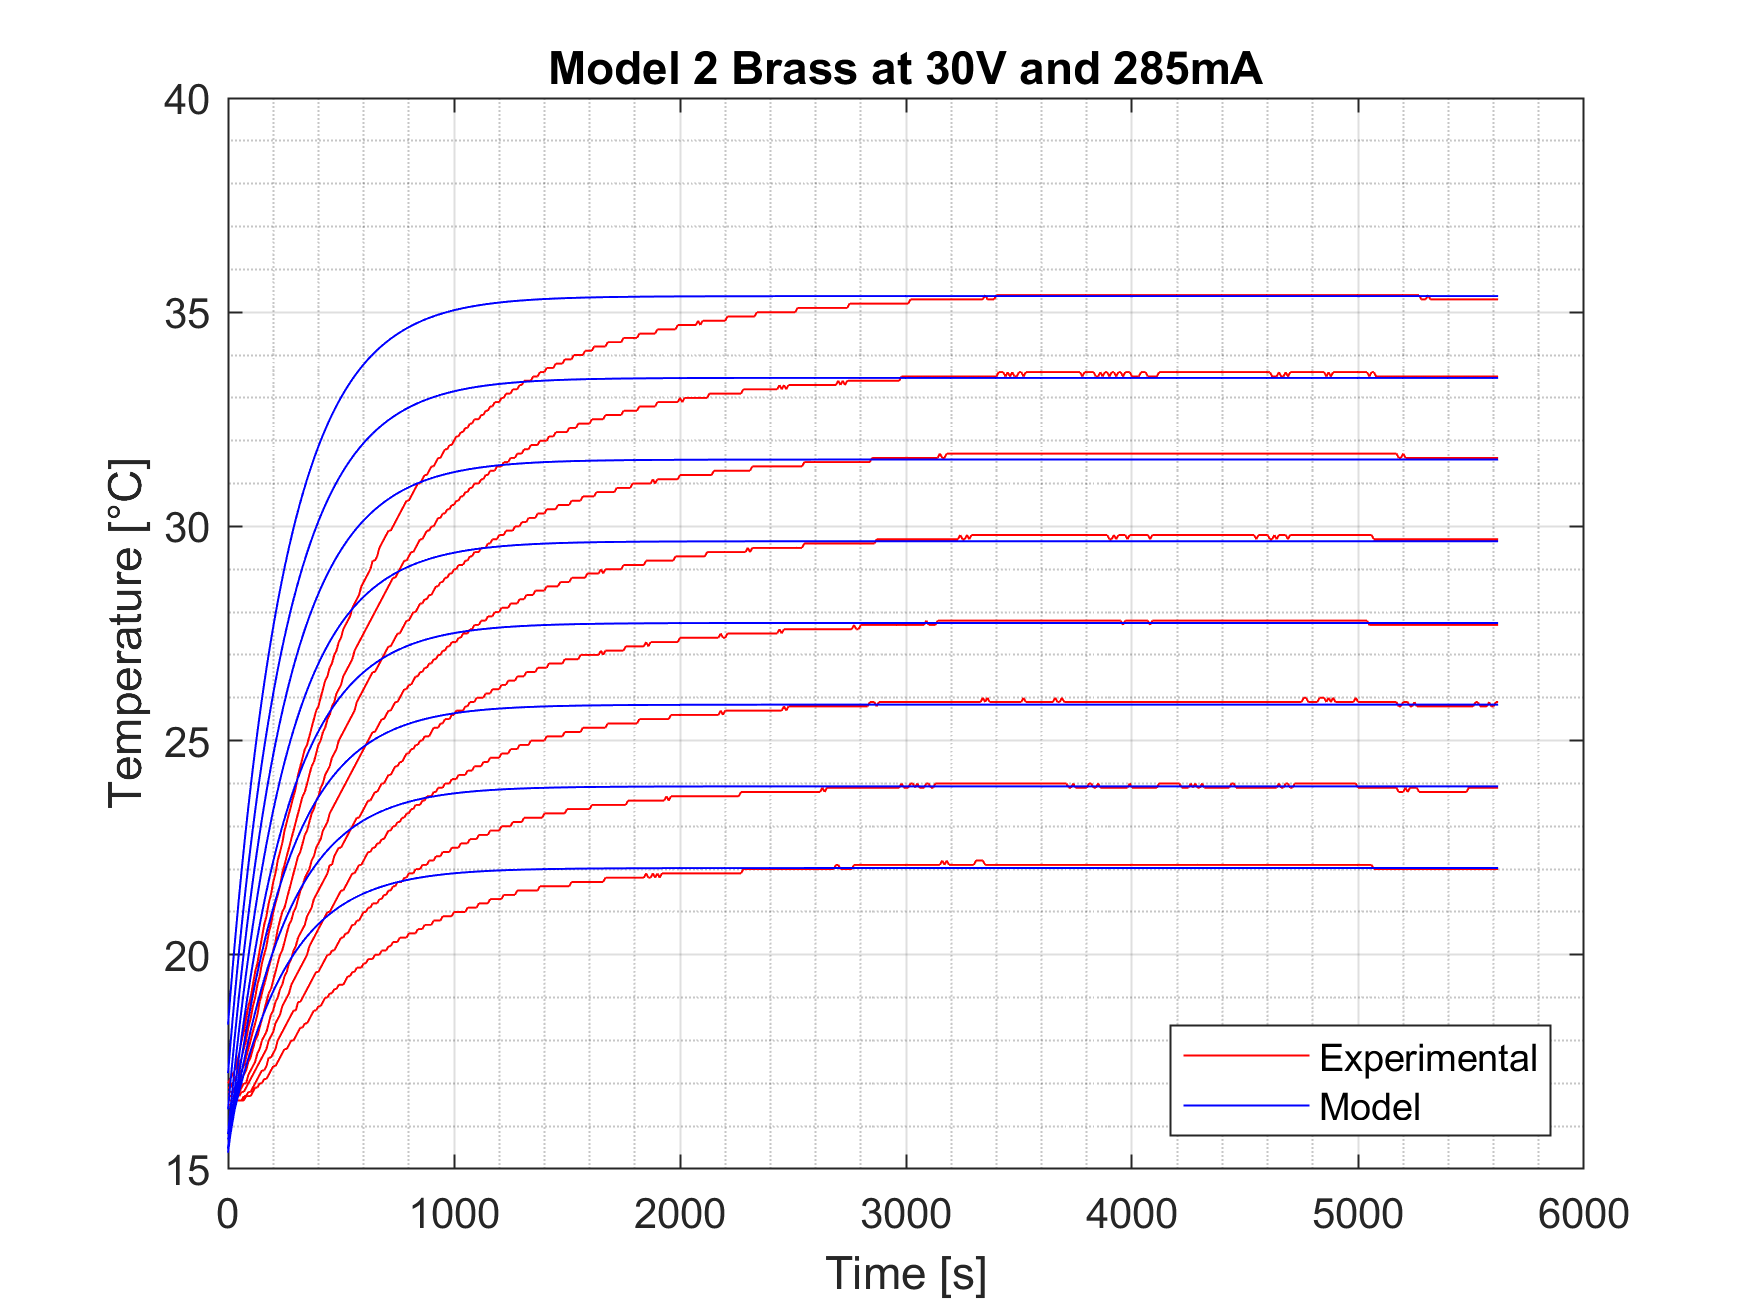 Model 2 Brass at 30V and 285mA
40
35
30
25
20
15
Temperature [°C]
Experimental
Model
0 1000 2000 3000 4000 5000 6000
Time [s]